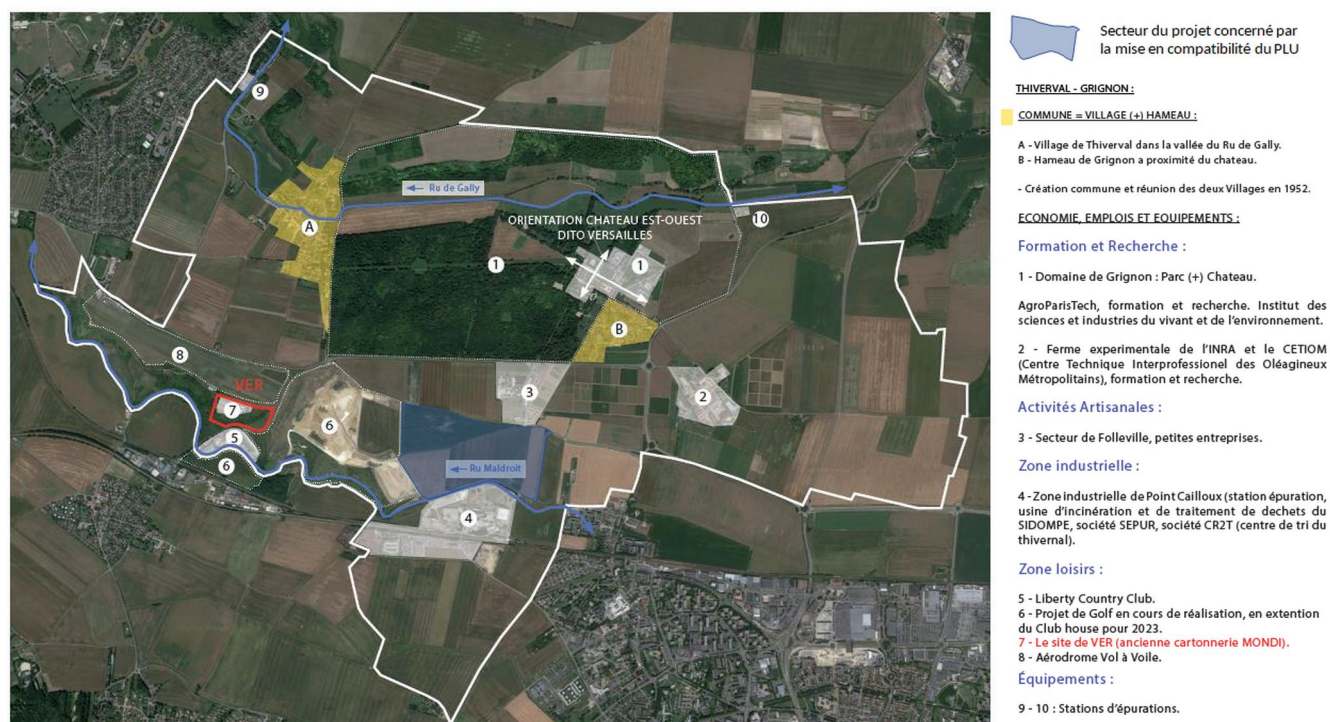 9
Ru de Gally
A
ORIENTATION CHATEAU EST-OUEST
DITO VERSAILLES
10
1
1
B
8
VER
7
3
2
6
5
6
Ru Maldroit
4
Secteur du projet concerné par
la mise en compatibilité du PLU
THIVERVAL - GRIGNON :
COMMUNE = VILLAGE (+) HAMEAU :
A - Village de Thiverval dans la vallée du Ru de Gally.
B - Hameau de Grignon a proximité du chateau.
- Création commune et réunion des deux Villages en 1952.
ECONOMIE, EMPLOIS ET EQUIPEMENTS :
Formation et Recherche :
1 - Domaine de Grignon : Parc (+) Chateau.
AgroParisTech, formation et recherche. Institut des
sciences et industries du vivant et de l'environnement.
2 - Ferme experimentale de l'INRA et le CETIOM
(Centre Technique Interprofessionel des Oléagineux
Métropolitains), formation et recherche.
Activités Artisanales :
3 - Secteur de Folleville, petites entreprises.
Zone industrielle :
4 - Zone industrielle de Point Cailloux (station épuration,
usine d'incinération et de traitement de dechets du
SIDOMPE, société SEPUR, société CR2T (centre de tri du
thivernal).
Zone loisirs :
5 - Liberty Country Club.
6 - Projet de Golf en cours de réalisation, en extention
du Club house pour 2023.
7 - Le site de VER (ancienne cartonnerie MONDI).
8 - Aérodrome Vol à Voile.
Équipements :
9 - 10 : Stations d'épurations.